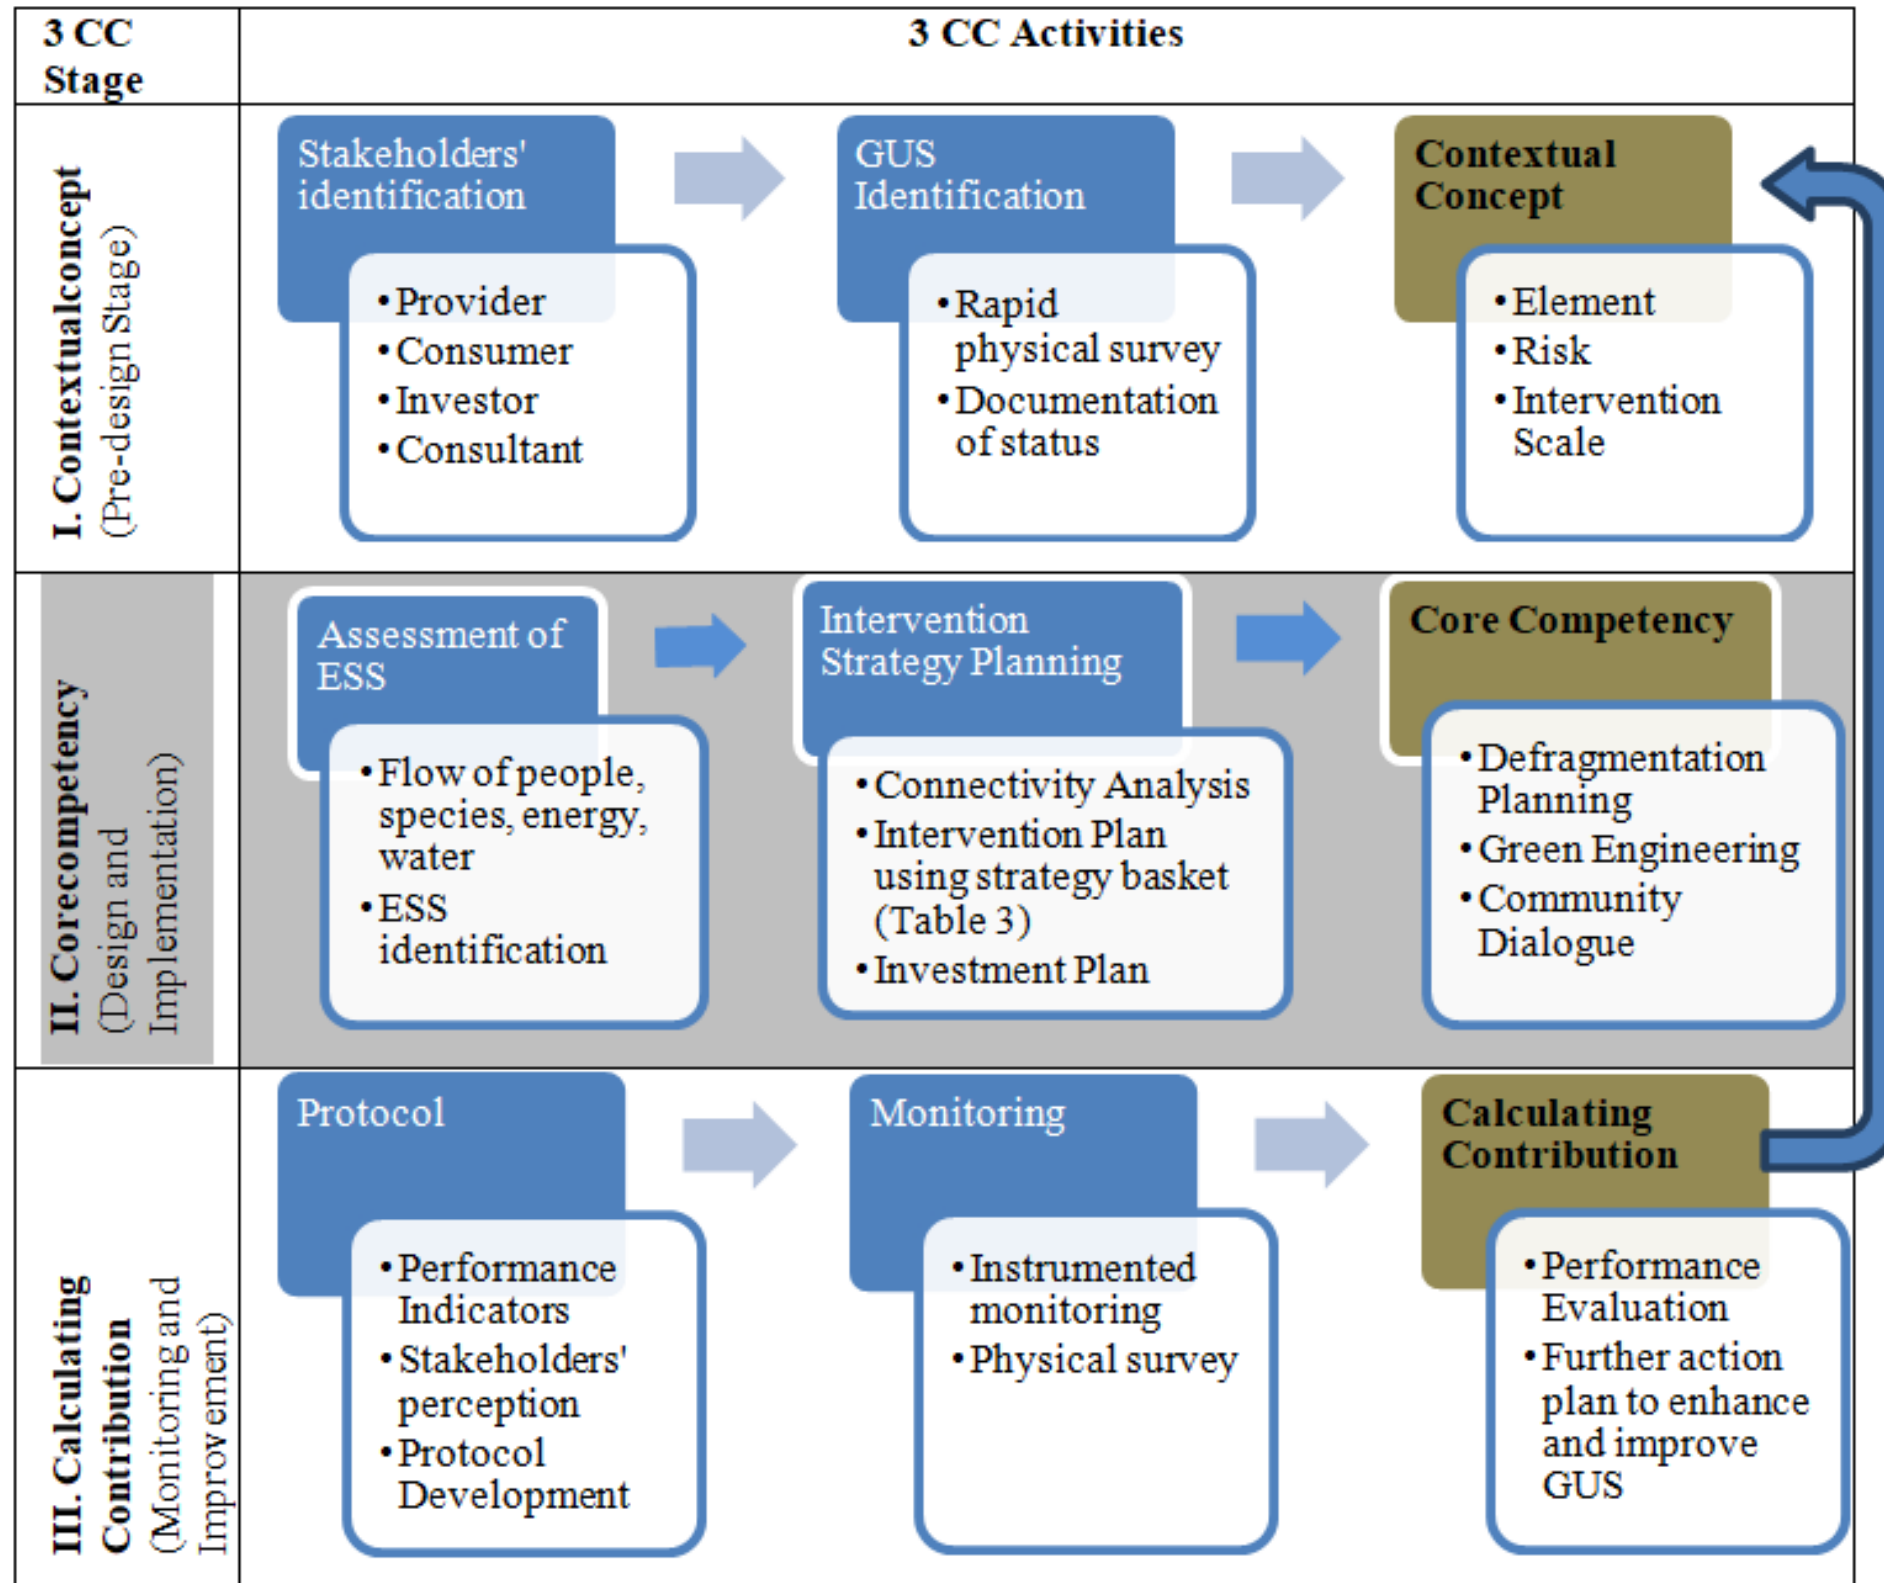 3 CC
Stage
3 CC Activities
I. Contextualconcept
(Pre-design Stage)
Stakeholders'
identification
• Provider
• Consumer
• Investor
• Consultant
GUS
Identification
• Rapid
physical survey
• Documentation
of status
Contextual
Concept
• Element
• Risk
• Intervention
Scale
II. Corecompetency
(Design and
Implementation)
Assessment of
ESS
• Flow of people,
species, energy,
water
• ESS
identification
Intervention
Strategy Planning
• Connectivity Analysis
• Intervention Plan
using strategy basket
(Table 3)
• Investment Plan
Core Competency
• Defragmentation
Planning
• Green Engineering
• Community
Dialogue
III. Calculating
Contribution
(Monitoring and
Improvement)
Protocol
• Performance
Indicators
• Stakeholders'
perception
• Protocol
Development
Monitoring
• Instrumented
monitoring
• Physical survey
Calculating
Contribution
• Performance
Evaluation
• Further action
plan to enhance
and improve
GUS